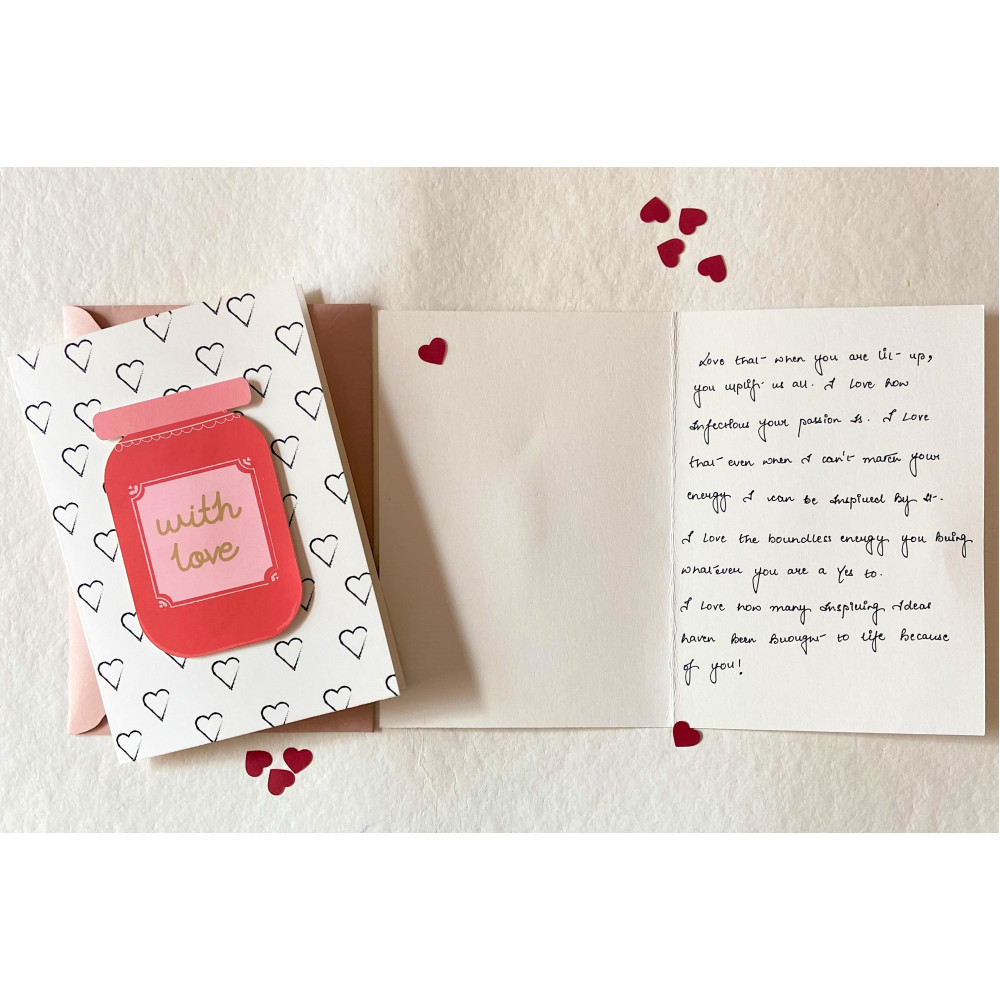 with
love
Love that when you are lit up,
you uplift us all. I love how
infectious your passion is. I love
that even when I can't match your
energy I can be inspired by it.
I love the boundless energy you bring
whatever you are a yes to.
I love how many inspiring ideas
haven been brought to life because
of you!